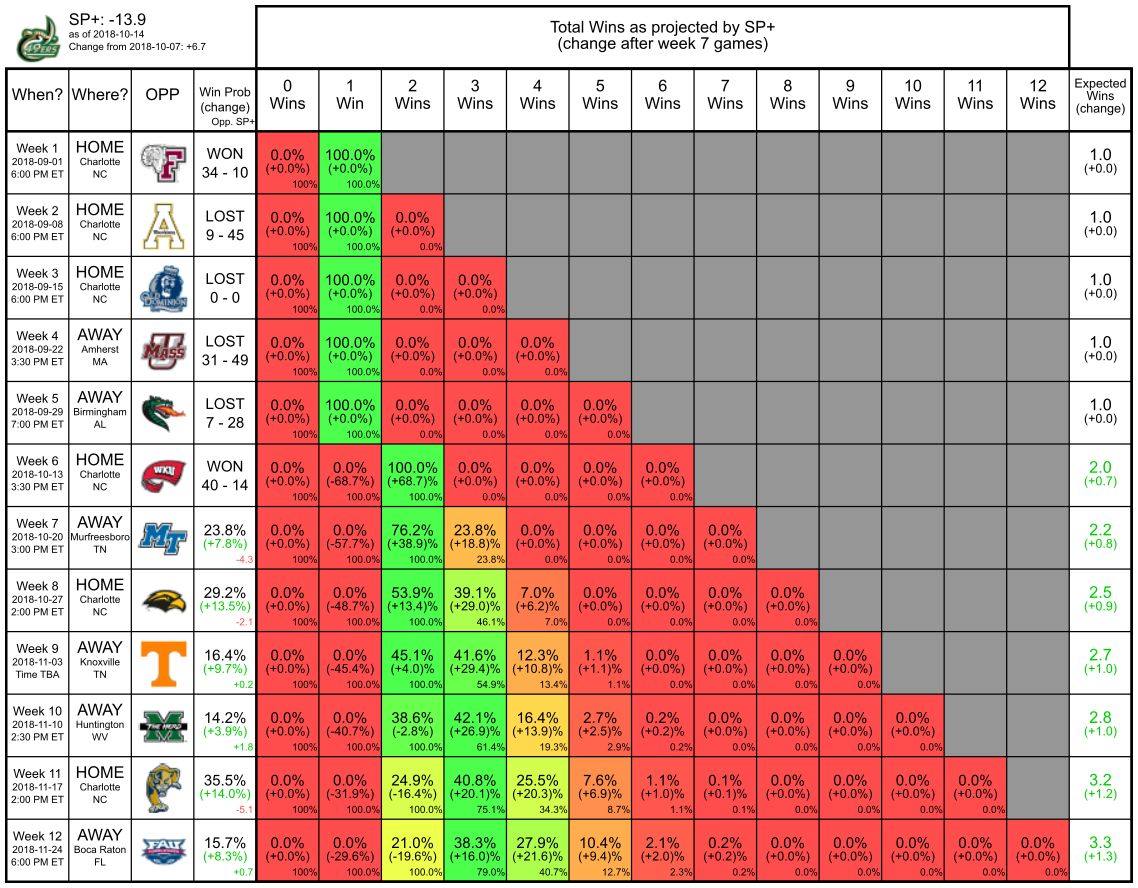 SP+: -13.9
as of 2018-10-14
Change from 2018-10-07: +6.7
Total Wins as projected by SP+
(change after week 7 games)
When? Where? OPP Win Prob (change) Opp. SP+ 0 Wins 1 Win 2 Wins 3 Wins 4 Wins 5 Wins 6 Wins 7 Wins 8 Wins 9 Wins 10 Wins 11 Wins 12 Wins Expected Wins (change)
Week 1 HOME WON 0.0% 100.0% 1.0
2018-09-01 Charlotte 34 - 10 (+0.0%) (+0.0%) (+0.0)
6:00 PM ET NC 100% 100.0%
Week 2 HOME LOST 0.0% 100.0% 0.0% 1.0
2018-09-08 Charlotte 9 - 45 (+0.0%) (+0.0%) (+0.0%) (+0.0)
6:00 PM ET NC 100% 100.0% 0.0%
Week 3 HOME LOST 0.0% 100.0% 0.0% 0.0% 1.0
2018-09-15 Charlotte 0 - 0 (+0.0%) (+0.0%) (+0.0%) (+0.0%) (+0.0)
6:00 PM ET NC 100% 100.0% 0.0% 0.0%
Week 4 AWAY LOST 0.0% 100.0% 0.0% 0.0% 0.0% 1.0
2018-09-22 Amherst MASS 31 - 49 (+0.0%) (+0.0%) (+0.0%) (+0.0%) (+0.0%) (+0.0)
3:30 PM ET MA 100% 100.0% 0.0% 0.0% 0.0%
Week 5 AWAY LOST 0.0% 100.0% 0.0% 0.0% 0.0% 0.0% 1.0
2018-09-29 Birmingham 7 - 28 (+0.0%) (+0.0%) (+0.0%) (+0.0%) (+0.0%) (+0.0%) (+0.0)
7:00 PM ET AL 100% 100.0% 0.0% 0.0% 0.0% 0.0%
Week 6 HOME WON 0.0% 0.0% 100.0% 0.0% 0.0% 0.0% 0.0% 2.0
2018-10-13 Charlotte WKU 40 - 14 (+0.0%) (-68.7%) (+68.7)% (+0.0%) (+0.0%) (+0.0%) (+0.0%) (+0.7)
3:30 PM ET NC 100% 100.0% 100.0% 0.0% 0.0% 0.0% 0.0%
Week 7 AWAY MT 23.8% 0.0% 0.0% 76.2% 23.8% 0.0% 0.0% 0.0% 0.0% 2.2
2018-10-20 Murfreesboro (+7.8%) (+0.0%) (-57.7%) (+38.9)% (+18.8)% (+0.0%) (+0.0%) (+0.0%) (+0.0%) (+0.8)
3:00 PM ET TN -4.3 100% 100.0% 100.0% 23.8% 0.0% 0.0% 0.0% 0.0%
Week 8 HOME 29.2% 0.0% 0.0% 53.9% 39.1% 7.0% 0.0% 0.0% 0.0% 0.0% 2.5
2018-10-27 Charlotte (+13.5%) (+0.0%) (-48.7%) (+13.4)% (+29.0)% (+6.2)% (+0.0%) (+0.0%) (+0.0%) (+0.0%) (+0.9)
2:00 PM ET NC -2.1 100% 100.0% 100.0% 46.1% 7.0% 0.0% 0.0% 0.0% 0.0%
Week 9 AWAY T 16.4% 0.0% 0.0% 45.1% 41.6% 12.3% 1.1% 0.0% 0.0% 0.0% 0.0% 2.7
2018-11-03 Knoxville (+9.7%) (+0.0%) (-45.4%) (+4.0)% (+29.4)% (+10.8)% (+1.1)% (+0.0%) (+0.0%) (+0.0%) (+0.0%) (+1.0)
Time TBA TN +0.2 100% 100.0% 100.0% 54.9% 13.4% 1.1% 0.0% 0.0% 0.0% 0.0%
Week 10 AWAY 14.2% 0.0% 0.0% 38.6% 42.1% 16.4% 2.7% 0.2% 0.0% 0.0% 0.0% 0.0% 2.8
2018-11-10 Huntington THE HERD (+3.9%) (+0.0%) (-40.7%) (-2.8%) (+26.9)% (+13.9)% (+2.5)% (+0.2)% (+0.0%) (+0.0%) (+0.0%) (+0.0%) (+1.0)
2:30 PM ET WV +1.8 100% 100.0% 100.0% 61.4% 19.3% 2.9% 0.2% 0.0% 0.0% 0.0% 0.0%
Week 11 HOME 35.5% 0.0% 0.0% 24.9% 40.8% 25.5% 7.6% 1.1% 0.1% 0.0% 0.0% 0.0% 0.0% 3.2
2018-11-17 Charlotte (+14.0%) (+0.0%) (-31.9%) (-16.4%) (+20.1)% (+20.3)% (+6.9)% (+1.0)% (+0.1)% (+0.0%) (+0.0%) (+0.0%) (+0.0%) (+1.2)
2:00 PM ET NC -5.1 100% 100.0% 100.0% 75.1% 34.3% 8.7% 1.1% 0.1% 0.0% 0.0% 0.0% 0.0%
Week 12 AWAY FAU 15.7% 0.0% 0.0% 21.0% 38.3% 27.9% 10.4% 2.1% 0.2% 0.0% 0.0% 0.0% 0.0% 0.0% 3.3
2018-11-24 Boca Raton (+8.3%) (+0.0%) (-29.6%) (-19.6%) (+16.0)% (+21.6)% (+9.4)% (+2.0)% (+0.2)% (+0.0%) (+0.0%) (+0.0%) (+0.0%) (+0.0%) (+1.3)
6:00 PM ET FL +0.7 100% 100.0% 100.0% 79.0% 40.7% 12.7% 2.3% 0.2% 0.0% 0.0% 0.0% 0.0% 0.0%